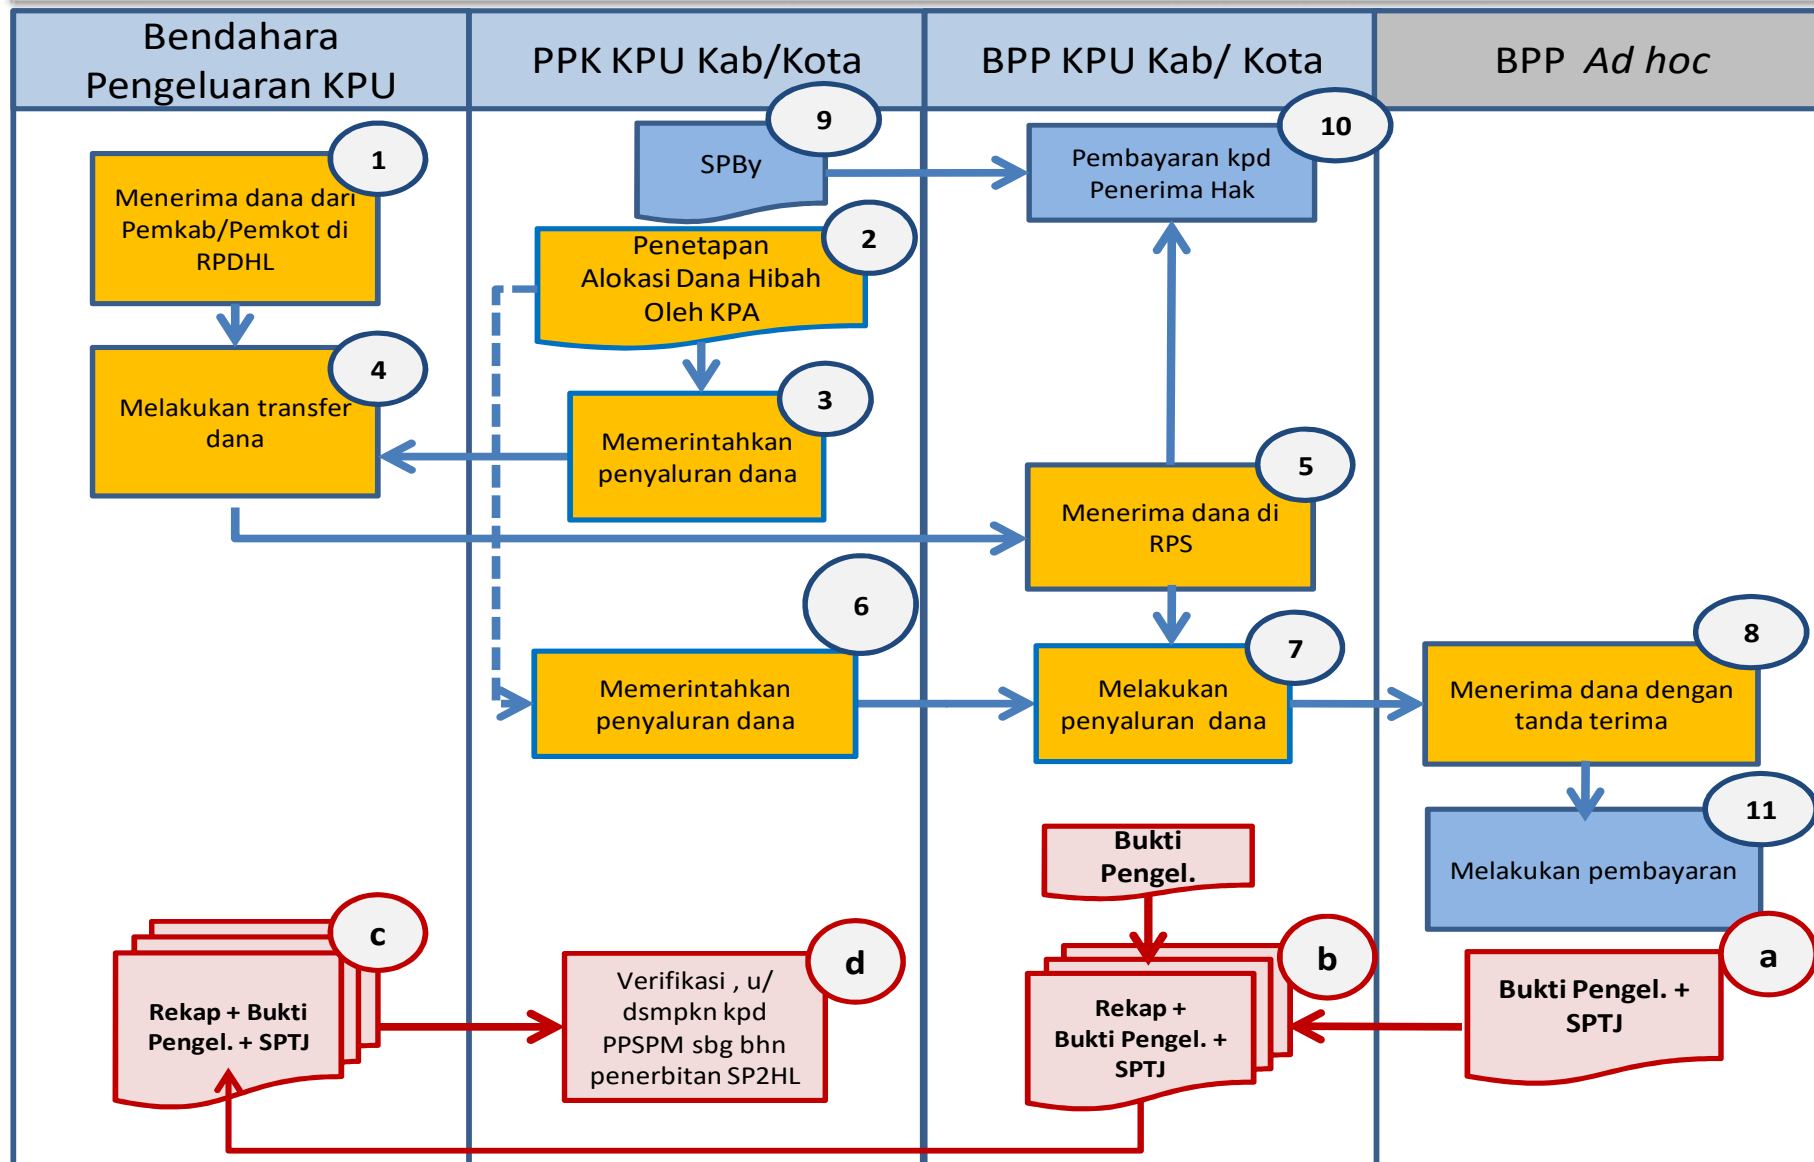 Bendahara
Pengeluaran KPU
PPK KPU Kab/Kota
BPP KPU Kab/ Kota
BPP Ad hoc
1
Menerima dana dari
Pemkab/Pemkot di
RPDHL
9
SPBy
10
Pembayaran kpd
Penerima Hak
2
Penetapan
Alokasi Dana Hibah
Oleh KPA
4
Melakukan transfer
dana
3
Memerintahkan
penyaluran dana
5
Menerima dana di
RPS
6
Memerintahkan
penyaluran dana
7
Melakukan
penyaluran dana
8
Menerima dana dengan
tanda terima
11
Melakukan pembayaran
Bukti
Pengel.
c
Rekap + Bukti
Pengel. + SPTJ
d
Verifikasi , u/
dsmpkn kpd
PPSPM sbg bhn
penerbitan SP2HL
b
Rekap +
Bukti Pengel. +
SPTJ
a
Bukti Pengel. +
SPTJ